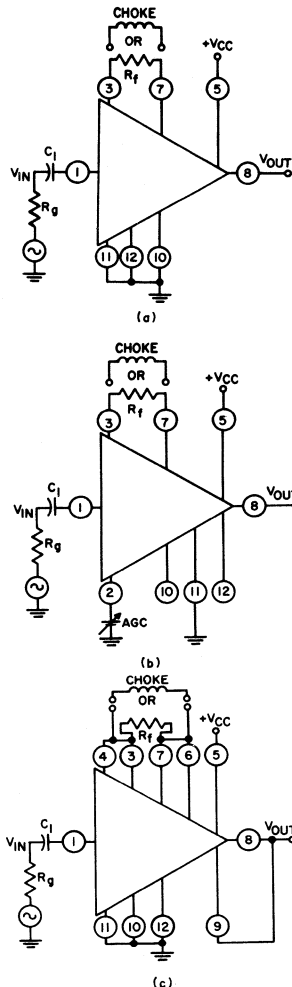 CHOKE
OR
Rf
+VCC
3
7
5
VIN
C1
1
8
VOUT
Rg
11
12
10
(a)
CHOKE
OR
Rf
+VCC
3
7
5
VIN
C1
1
8
VOUT
Rg
2
10
11
12
AGC
(b)
CHOKE
OR
Rf
+VCC
4
3
7
6
5
VIN
C1
1
8
VOUT
Rg
11
10
12
9
(c)